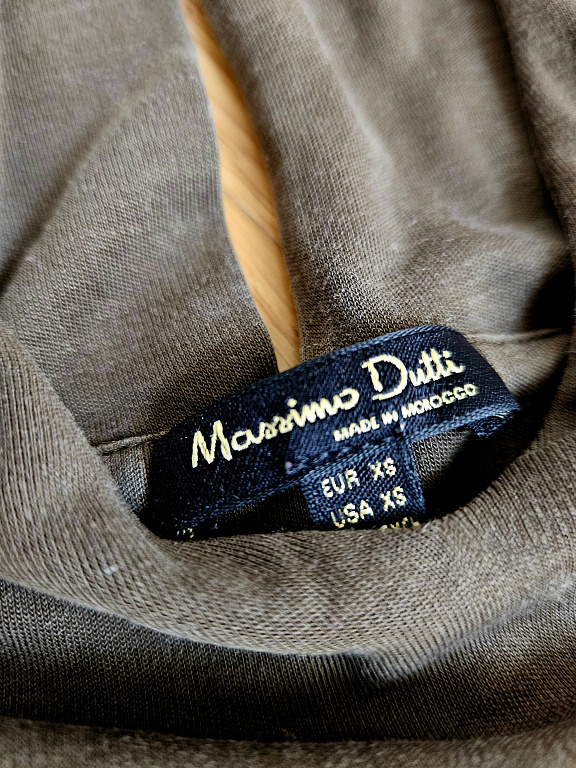 Massimo Dutti
MADE IN MOROCCO
EUR XS
USA XS